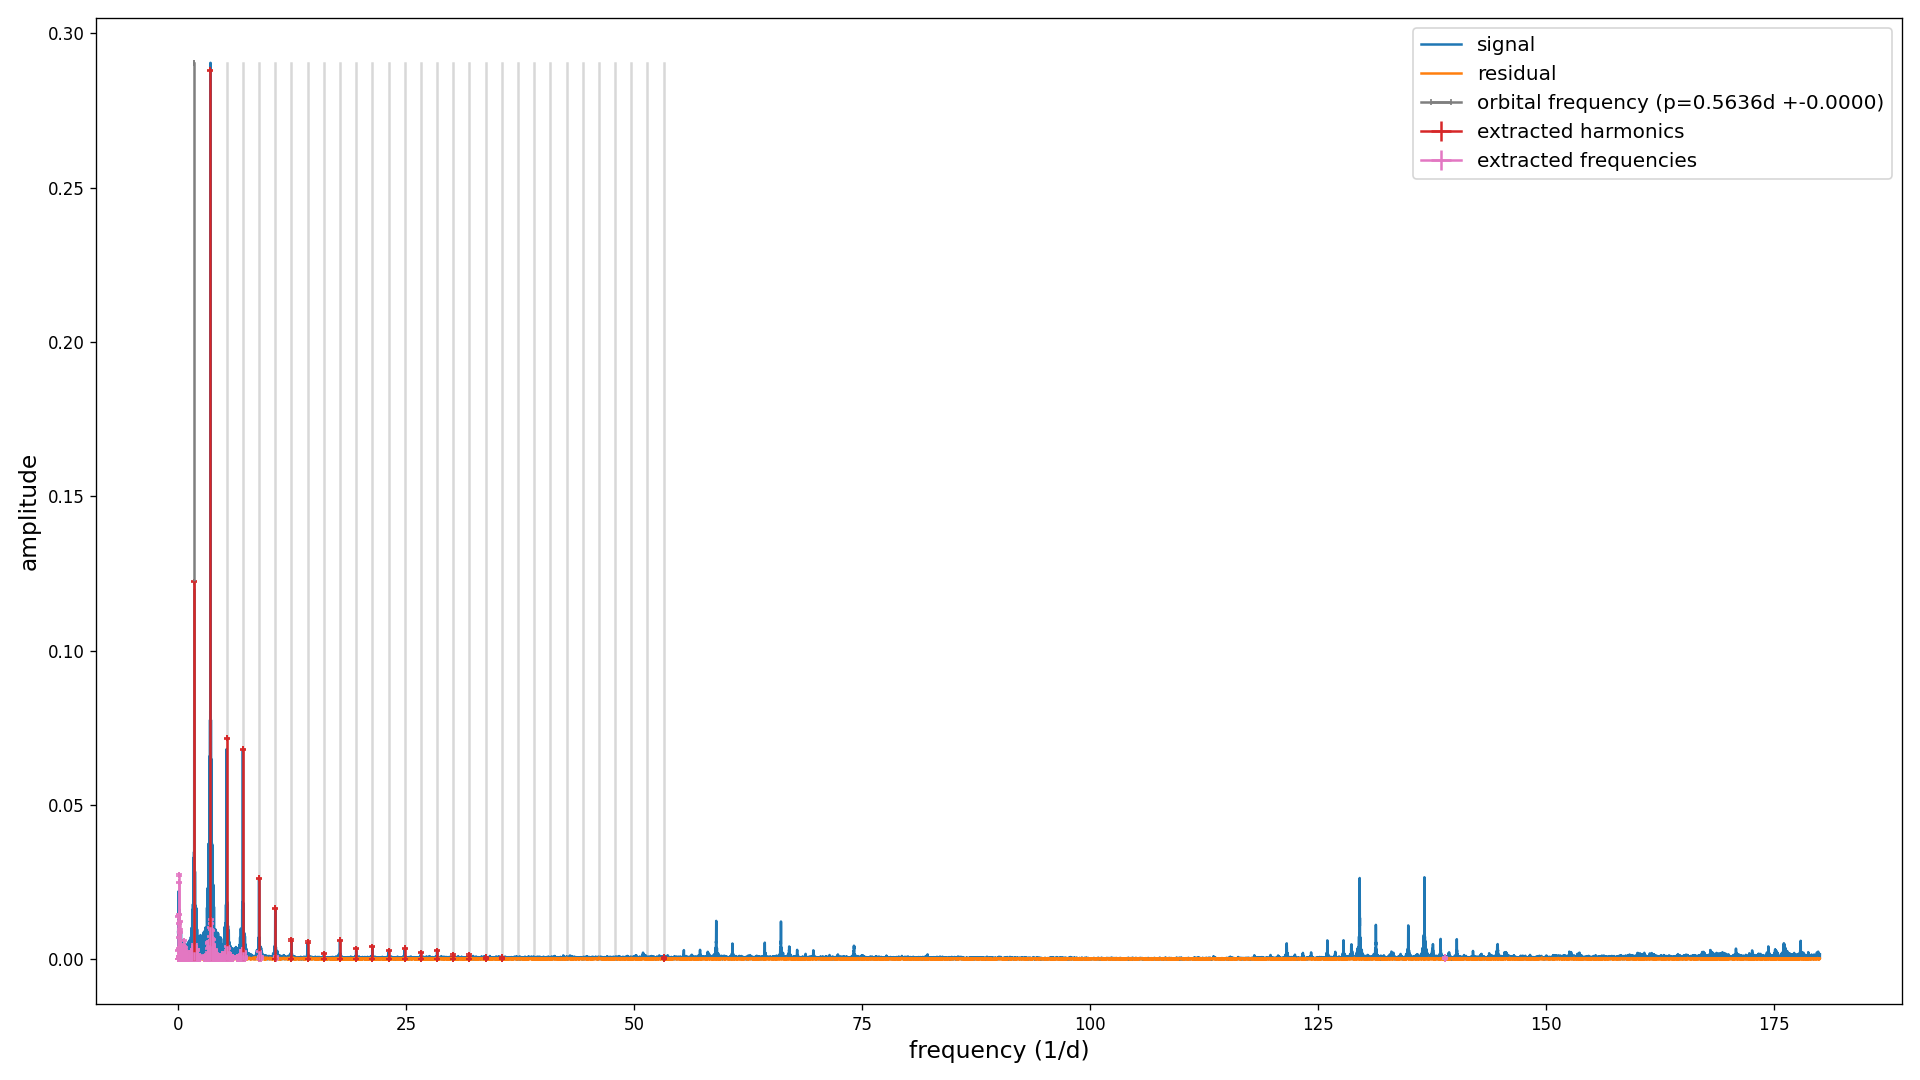 signal
residual
orbital frequency (p=0.5636d +-0.0000)
extracted harmonics
extracted frequencies
0.30
0.25
0.20
0.15
0.10
0.05
0.00
amplitude
0 25 50 75 100 125 150 175
frequency (1/d)